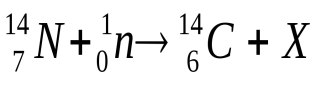 ¹⁴₇N + ¹₀n → ¹⁴₆C + X